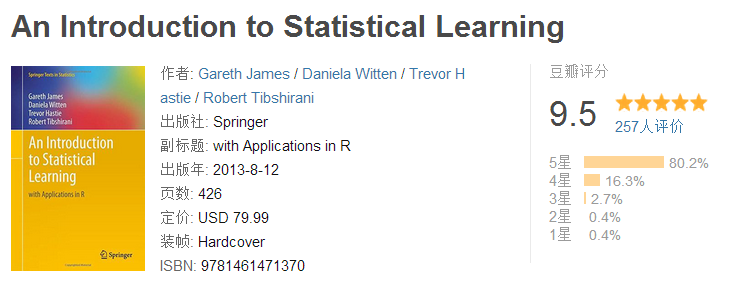 An Introduction to Statistical Learning
Springer Texts in Statistics
Gareth James
Daniela Witten
Trevor Hastie
Robert Tibshirani
An Introduction
to Statistical
Learning
with Applications in R
Springer
作者: Gareth James / Daniela Witten / Trevor H
astie / Robert Tibshirani
出版社: Springer
副标题: with Applications in R
出版年: 2013-8-12
页数: 426
定价: USD 79.99
装帧: Hardcover
ISBN: 9781461471370
豆瓣评分
9.5
257人评价
5星 80.2%
4星 16.3%
3星 2.7%
2星 0.4%
1星 0.4%